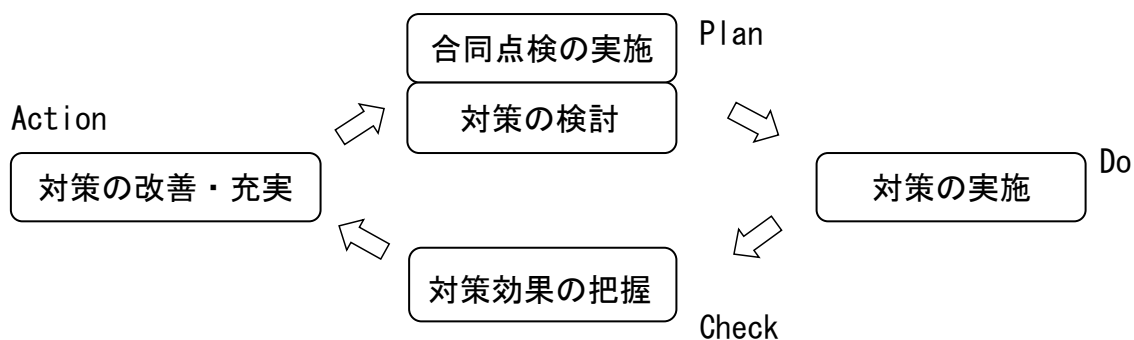 合同点検の実施
Plan
対策の検討
Action
対策の改善・充実
対策の実施
Do
対策効果の把握
Check